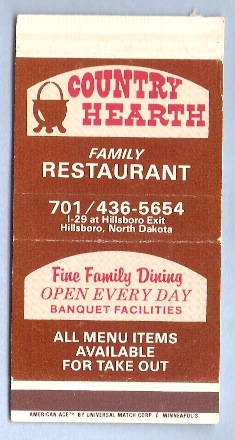 COUNTRY
HEARTH
FAMILY
RESTAURANT
701/436-5654
I-29 at Hillsboro Exit
Hillsboro, North Dakota
Fine Family Dining
OPEN EVERY DAY
BANQUET FACILITIES
ALL MENU ITEMS
AVAILABLE
FOR TAKE OUT
AMERICAN ACE™ BY UNIVERSAL MATCH CORP. © MINNEAPOLIS